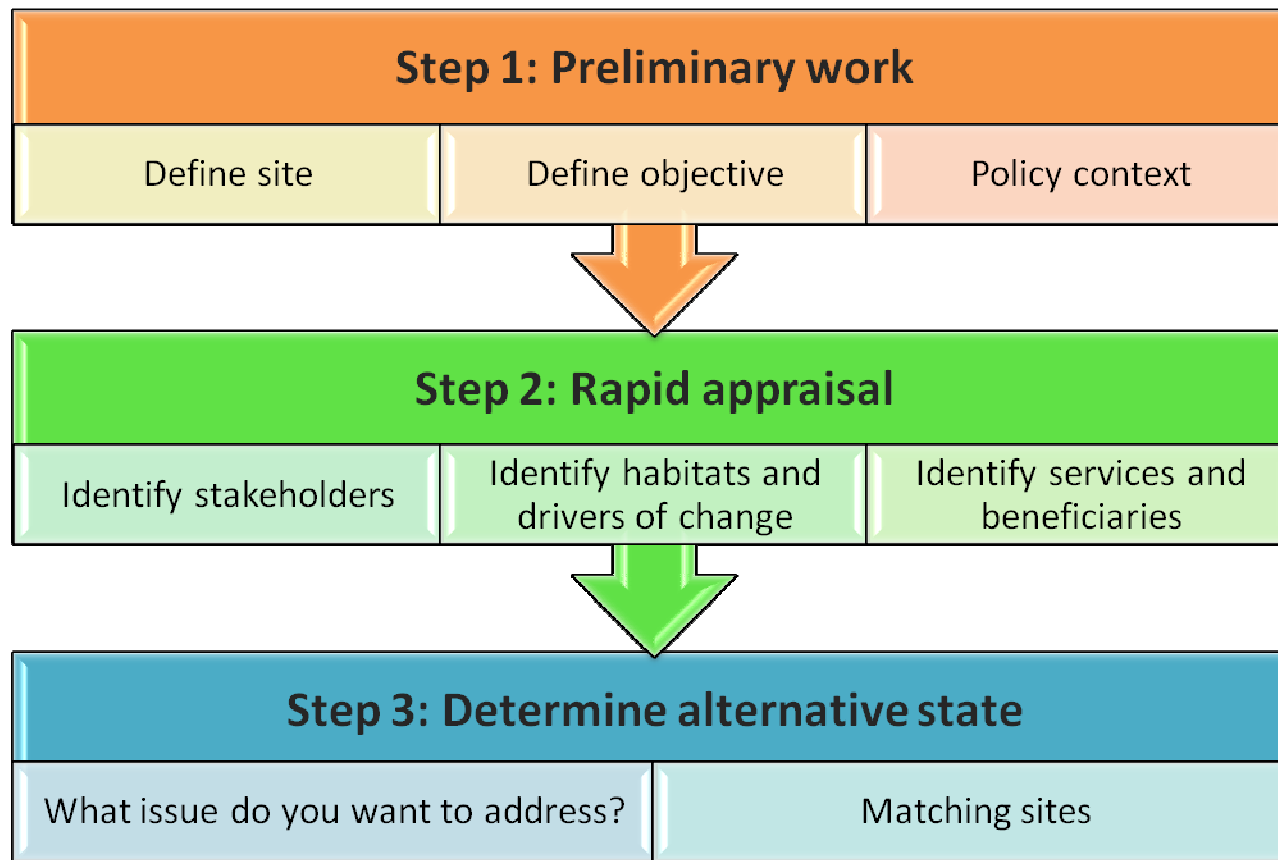 Step 1: Preliminary work
Define site
Define objective
Policy context
Step 2: Rapid appraisal
Identify stakeholders
Identify habitats and
drivers of change
Identify services and
beneficiaries
Step 3: Determine alternative state
What issue do you want to address?
Matching sites